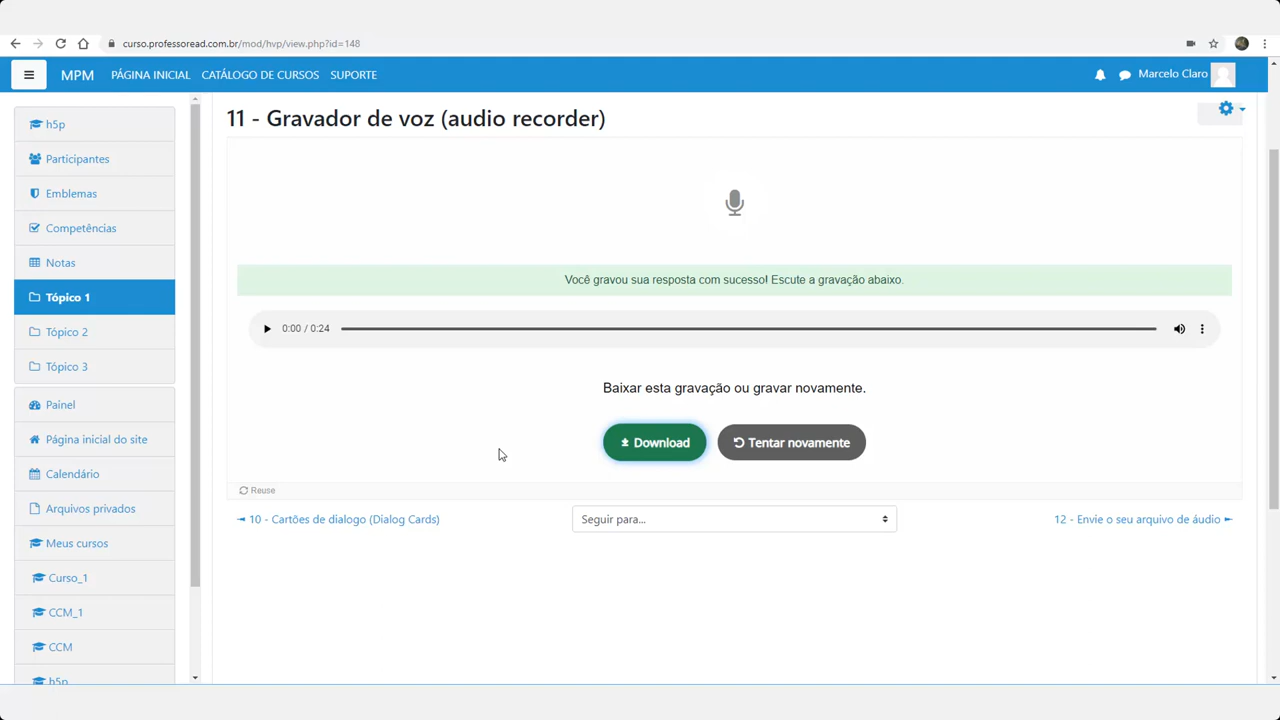 curso.professoread.com.br/mod/hvp/view.php?id=148
MPM PÁGINA INICIAL CATÁLOGO DE CURSOS SUPORTE Marcelo Claro
h5p
Participantes
Emblemas
Competências
Notas
Tópico 1
Tópico 2
Tópico 3
Painel
Página inicial do site
Calendário
Arquivos privados
Meus cursos
Curso_1
CCM_1
CCM
h5p
11 - Gravador de voz (audio recorder)
Você gravou sua resposta com sucesso! Escute a gravação abaixo.
0:00 / 0:24
Baixar esta gravação ou gravar novamente.
Download Tentar novamente
Reuse
◄ 10 - Cartões de dialogo (Dialog Cards) Seguir para... 12 - Envie o seu arquivo de áudio ►